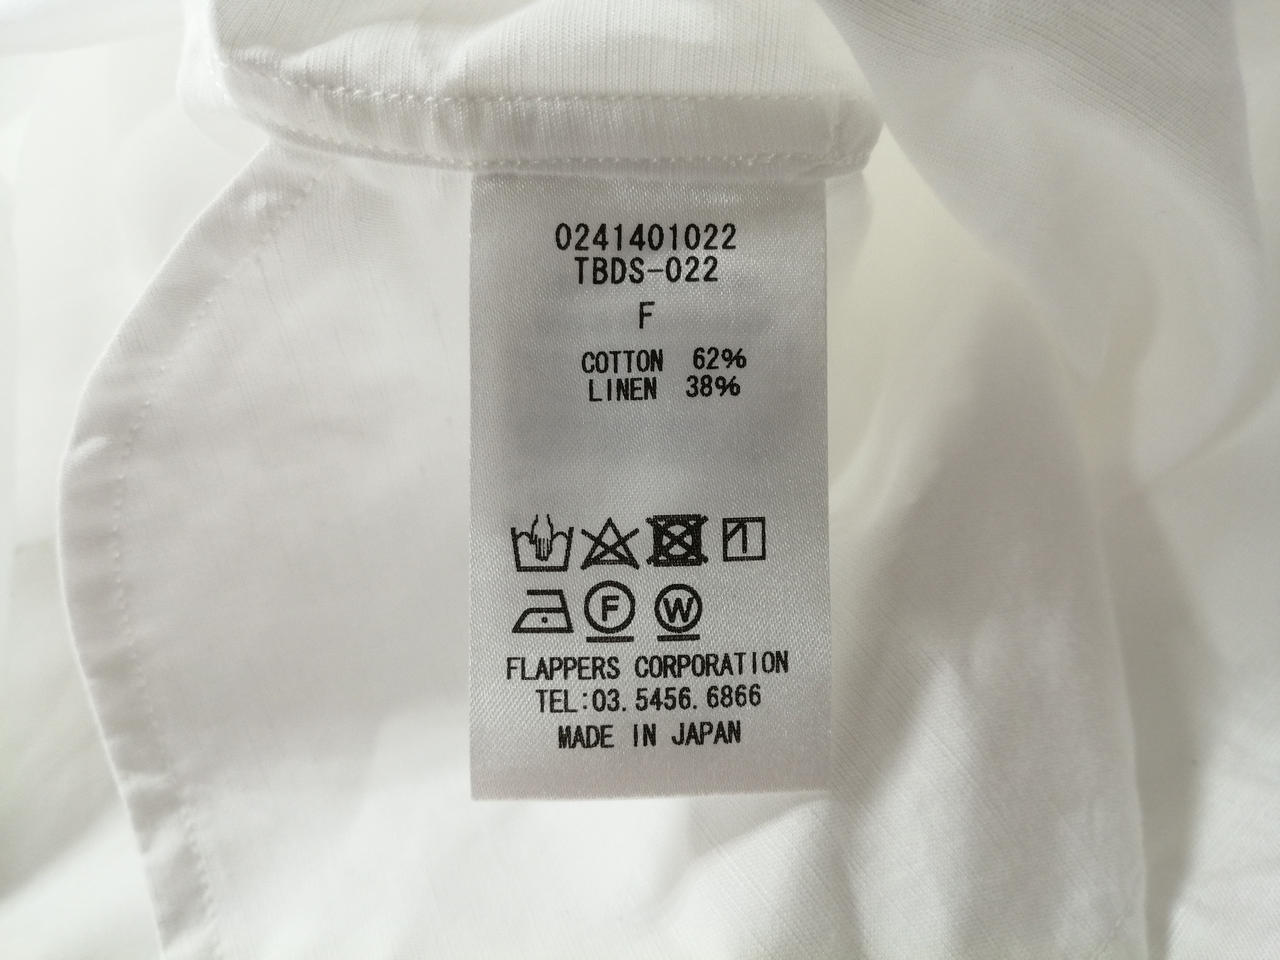 0241401022
TBDS-022
F
COTTON 62%
LINEN 38%
F W
FLAPPERS CORPORATION
TEL:03. 5456. 6866
MADE IN JAPAN